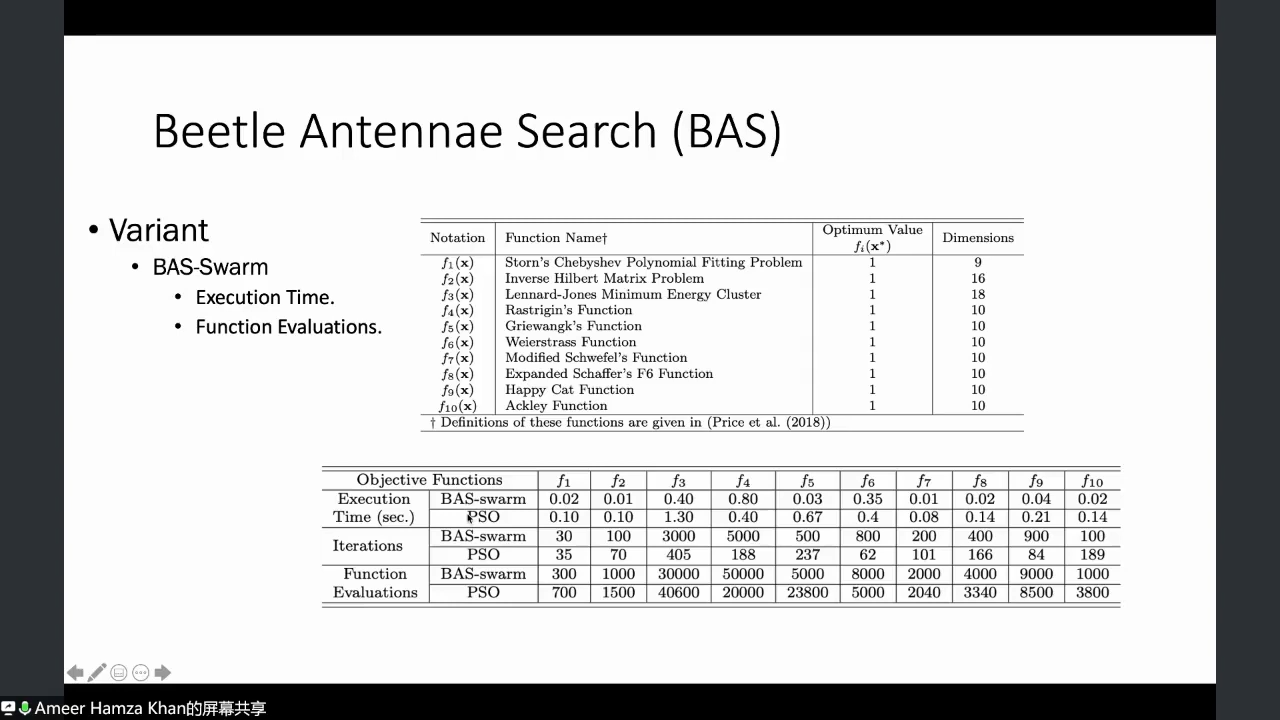 Beetle Antennae Search (BAS)
• Variant
• BAS-Swarm
• Execution Time.
• Function Evaluations.
Notation Function Name† Optimum Value fᵢ(x*) Dimensions
f₁(x) Storn's Chebyshev Polynomial Fitting Problem 1 9
f₂(x) Inverse Hilbert Matrix Problem 1 16
f₃(x) Lennard-Jones Minimum Energy Cluster 1 18
f₄(x) Rastrigin's Function 1 10
f₅(x) Griewangk's Function 1 10
f₆(x) Weierstrass Function 1 10
f₇(x) Modified Schwefel's Function 1 10
f₈(x) Expanded Schaffer's F6 Function 1 10
f₉(x) Happy Cat Function 1 10
f₁₀(x) Ackley Function 1 10
† Definitions of these functions are given in (Price et al. (2018))
Objective Functions f₁ f₂ f₃ f₄ f₅ f₆ f₇ f₈ f₉ f₁₀
Execution BAS-swarm 0.02 0.01 0.40 0.80 0.03 0.35 0.01 0.02 0.04 0.02
Time (sec.) PSO 0.10 0.10 1.30 0.40 0.67 0.4 0.08 0.14 0.21 0.14
Iterations BAS-swarm 30 100 3000 5000 500 800 200 400 900 100
PSO 35 70 405 188 237 62 101 166 84 189
Function BAS-swarm 300 1000 30000 50000 5000 8000 2000 4000 9000 1000
Evaluations PSO 700 1500 40600 20000 23800 5000 2040 3340 8500 3800
Ameer Hamza Khan的屏幕共享